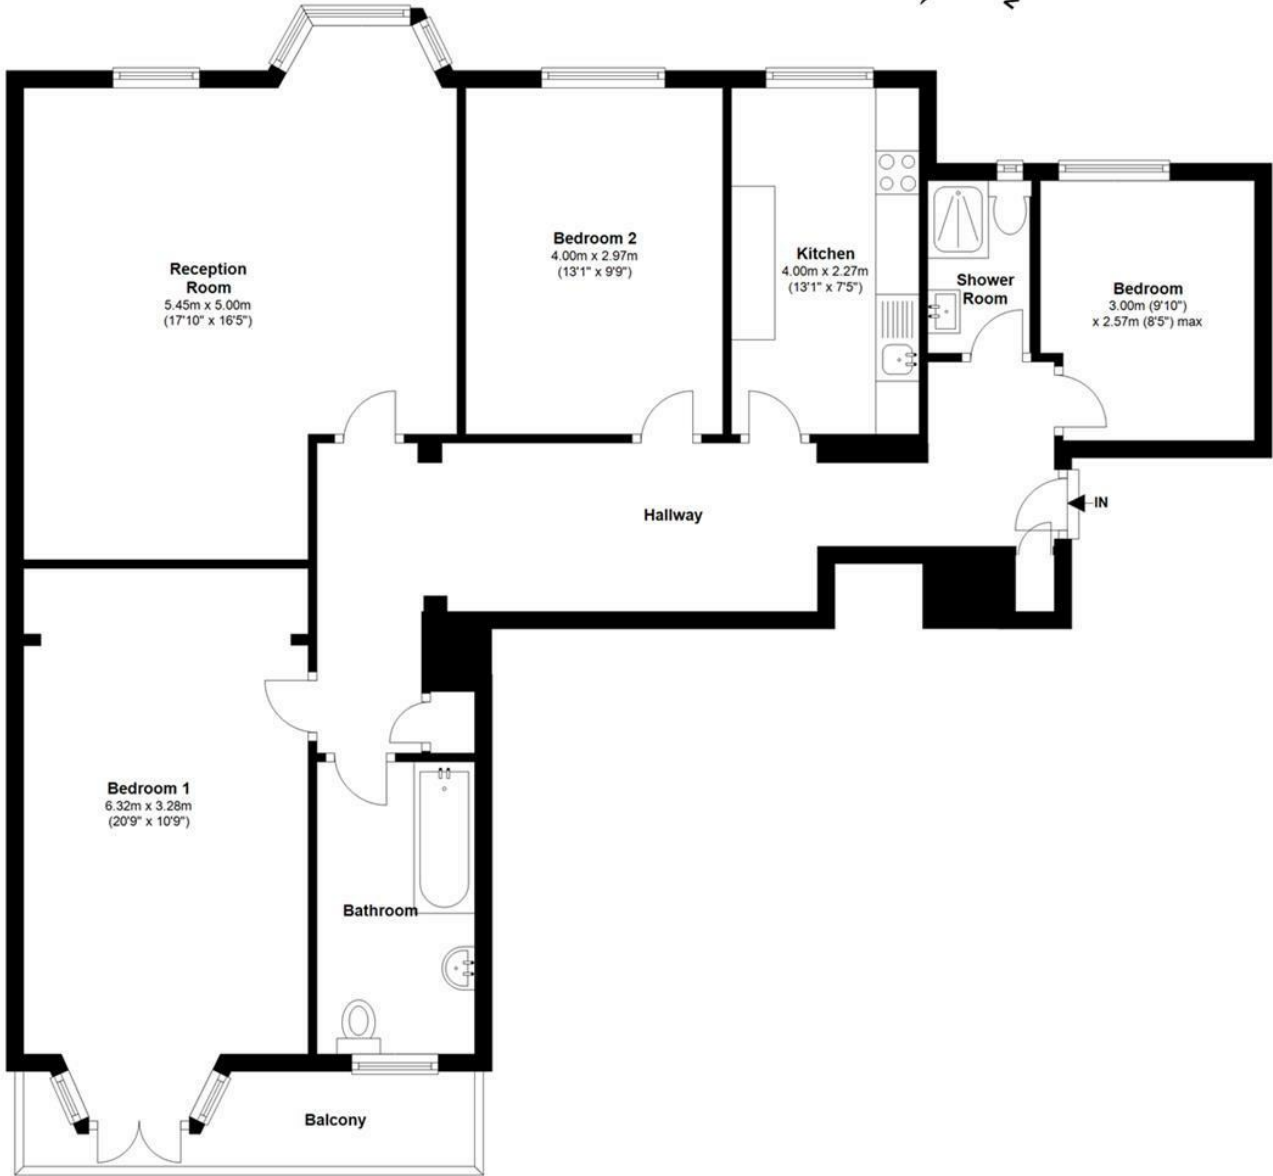 Reception
Room
5.45m x 5.00m
(17'10" x 16'5")
Bedroom 2
4.00m x 2.97m
(13'1" x 9'9")
Kitchen
4.00m x 2.27m
(13'1" x 7'5")
Shower
Room
Bedroom
3.00m (9'10")
x 2.57m (8'5") max
Hallway
IN
Bedroom 1
6.32m x 3.28m
(20'9" x 10'9")
Bathroom
Balcony